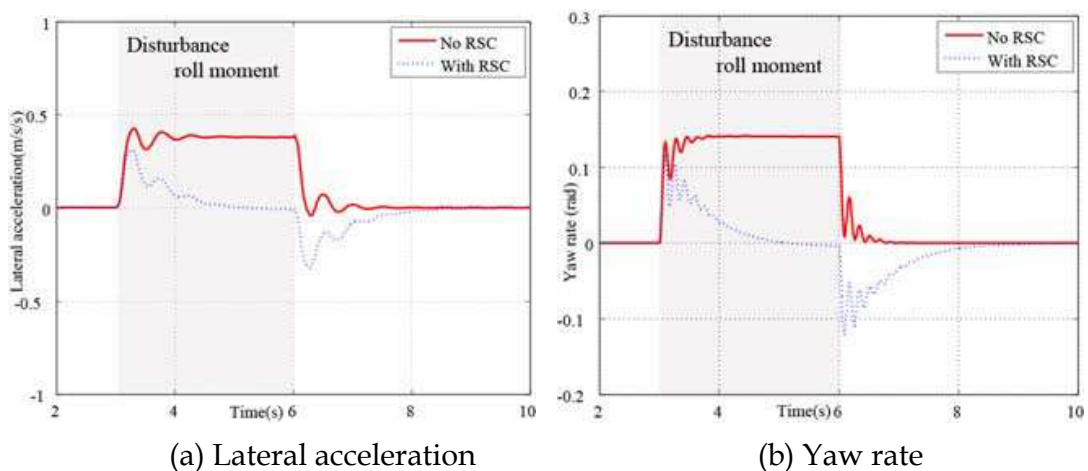 1
0.5
0
-0.5
-1
Lateral acceleration(m/s/s)
Disturbance
roll moment
No RSC
With RSC
2
4
Time(s)
6
8
10
(a) Lateral acceleration
0.3
0.2
0.1
0
-0.1
-0.2
Yaw rate (rad)
Disturbance
roll moment
No RSC
With RSC
2
4
Time(s)
6
8
10
(b) Yaw rate